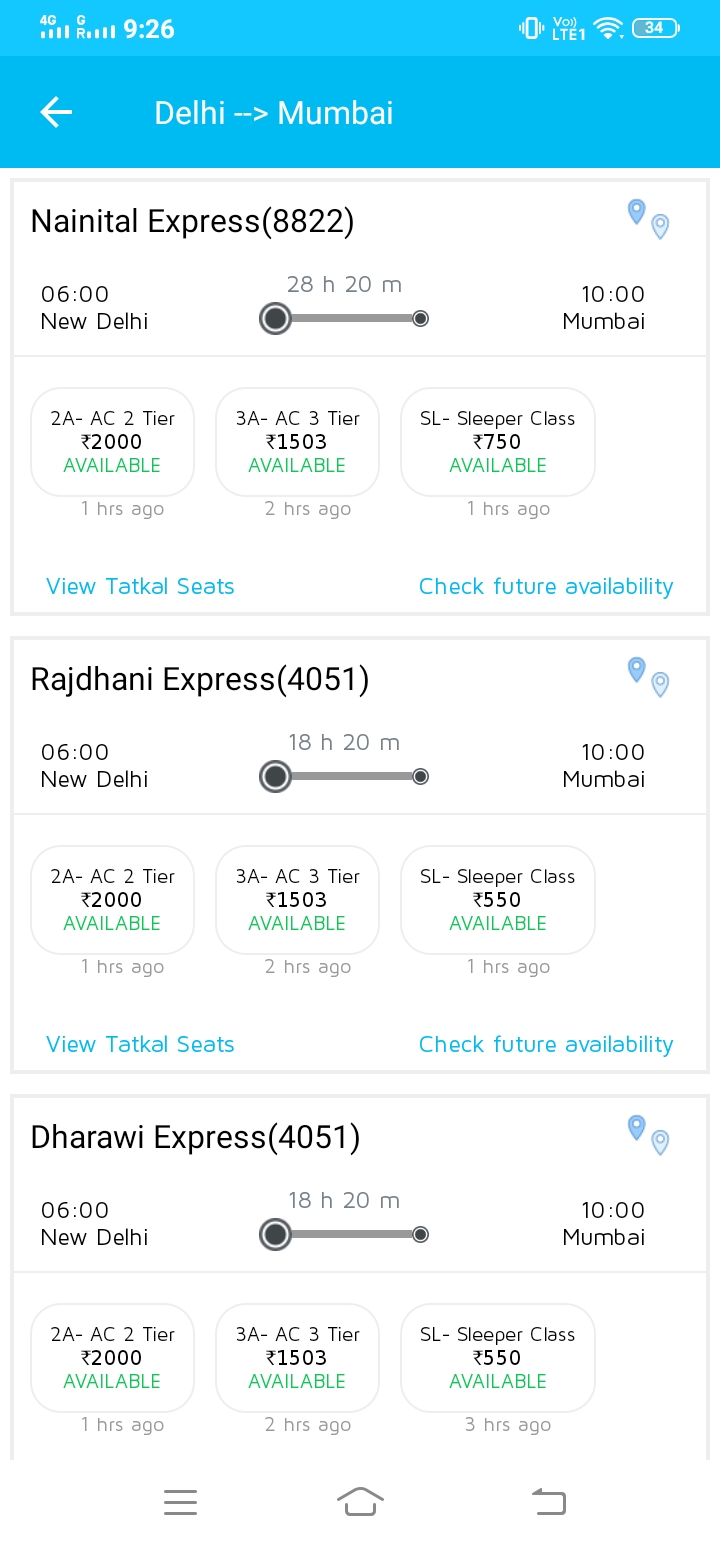 4G G R 9:26 Vo)) LTE1 34
Delhi --> Mumbai
Nainital Express(8822)
28 h 20 m
06:00 10:00
New Delhi Mumbai
2A- AC 2 Tier 3A- AC 3 Tier SL- Sleeper Class
₹2000 ₹1503 ₹750
AVAILABLE AVAILABLE AVAILABLE
1 hrs ago 2 hrs ago 1 hrs ago
View Tatkal Seats Check future availability
Rajdhani Express(4051)
18 h 20 m
06:00 10:00
New Delhi Mumbai
2A- AC 2 Tier 3A- AC 3 Tier SL- Sleeper Class
₹2000 ₹1503 ₹550
AVAILABLE AVAILABLE AVAILABLE
1 hrs ago 2 hrs ago 1 hrs ago
View Tatkal Seats Check future availability
Dharawi Express(4051)
18 h 20 m
06:00 10:00
New Delhi Mumbai
2A- AC 2 Tier 3A- AC 3 Tier SL- Sleeper Class
₹2000 ₹1503 ₹550
AVAILABLE AVAILABLE AVAILABLE
1 hrs ago 2 hrs ago 3 hrs ago